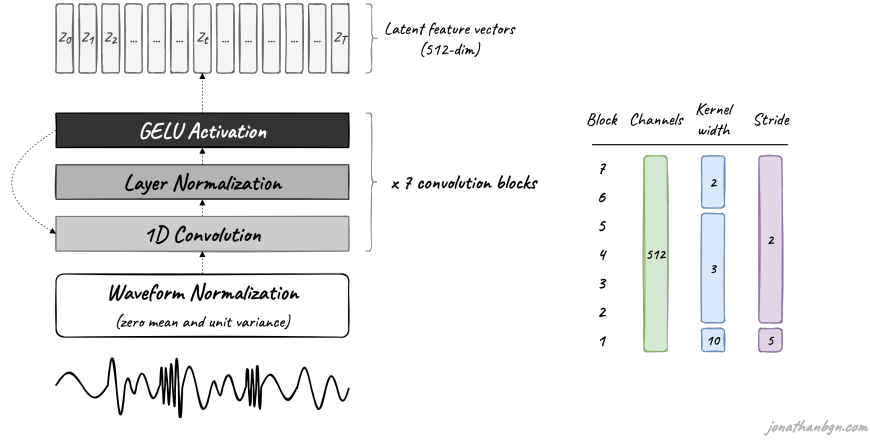 Z0 Z1 Z2 ... ... ... Zt ... ... ... ... ZT
Latent feature vectors
(512-dim)
GELU Activation
Layer Normalization
1D Convolution
x 7 convolution blocks
Waveform Normalization
(zero mean and unit variance)
Block Channels Kernel width Stride
7
6
5
4
3
2
1
512
2
3
10
2
5
jonathanbgn.com